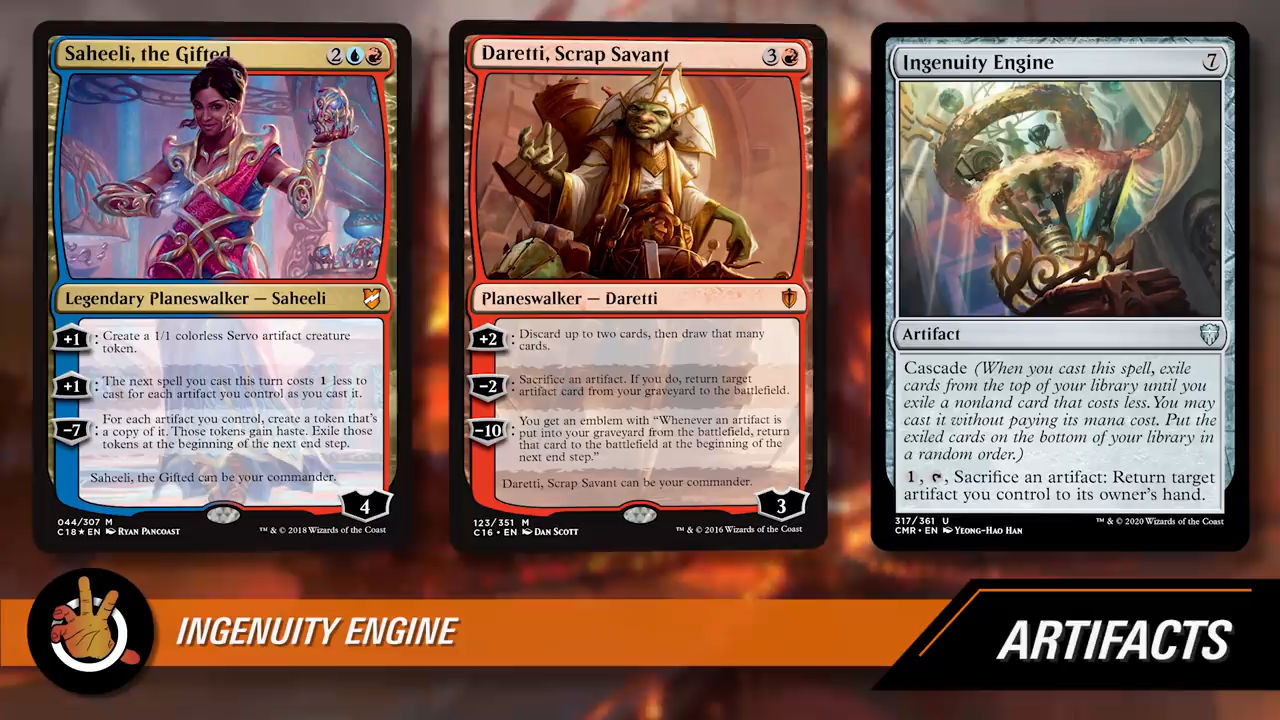 Saheeli, the Gifted 2
Legendary Planeswalker — Saheeli
+1 : Create a 1/1 colorless Servo artifact creature
token.
+1 : The next spell you cast this turn costs 1 less to
cast for each artifact you control as you cast it.
For each artifact you control, create a token that's
-7 : a copy of it. Those tokens gain haste. Exile those
tokens at the beginning of the next end step.
Saheeli, the Gifted can be your commander.
4
044/307 M
C18★EN Ryan Pancoast
™ & © 2018 Wizards of the Coast
Daretti, Scrap Savant 3
Planeswalker — Daretti
+2 : Discard up to two cards, then draw that many
cards.
-2 : Sacrifice an artifact. If you do, return target
artifact card from your graveyard to the battlefield.
You get an emblem with “Whenever an artifact is
-10 : put into your graveyard from the battlefield, return
that card to the battlefield at the beginning of the
next end step.”
Daretti, Scrap Savant can be your commander.
3
123/351 M
C16 • EN Dan Scott
™ & © 2016 Wizards of the Coast
Ingenuity Engine 7
Artifact
Cascade (When you cast this spell, exile
cards from the top of your library until you
exile a nonland card that costs less. You may
cast it without paying its mana cost. Put the
exiled cards on the bottom of your library in
a random order.)
1 , , Sacrifice an artifact: Return target
artifact you control to its owner's hand.
317/361 U
CMR • EN Yeong-Hao Han
™ & © 2020 Wizards of the Coast
INGENUITY ENGINE
ARTIFACTS